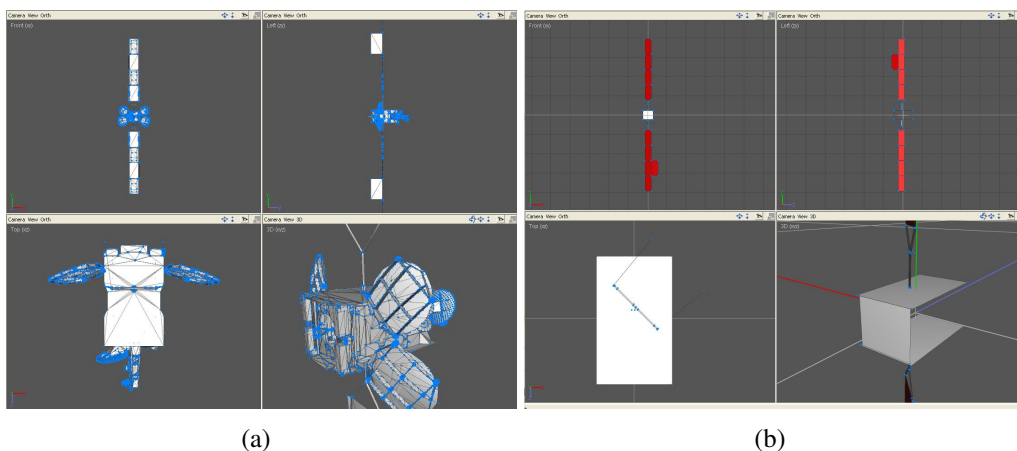 Camera View Orth
Front (xy)
Camera View Orth
Left (zy)
Camera View Orth
Top (xz)
Camera View 3D
3D (xyz)
Camera View Orth
Front (xy)
Camera View Orth
Left (zy)
Camera View Orth
Top (xz)
Camera View 3D
3D (xyz)
(a)
(b)